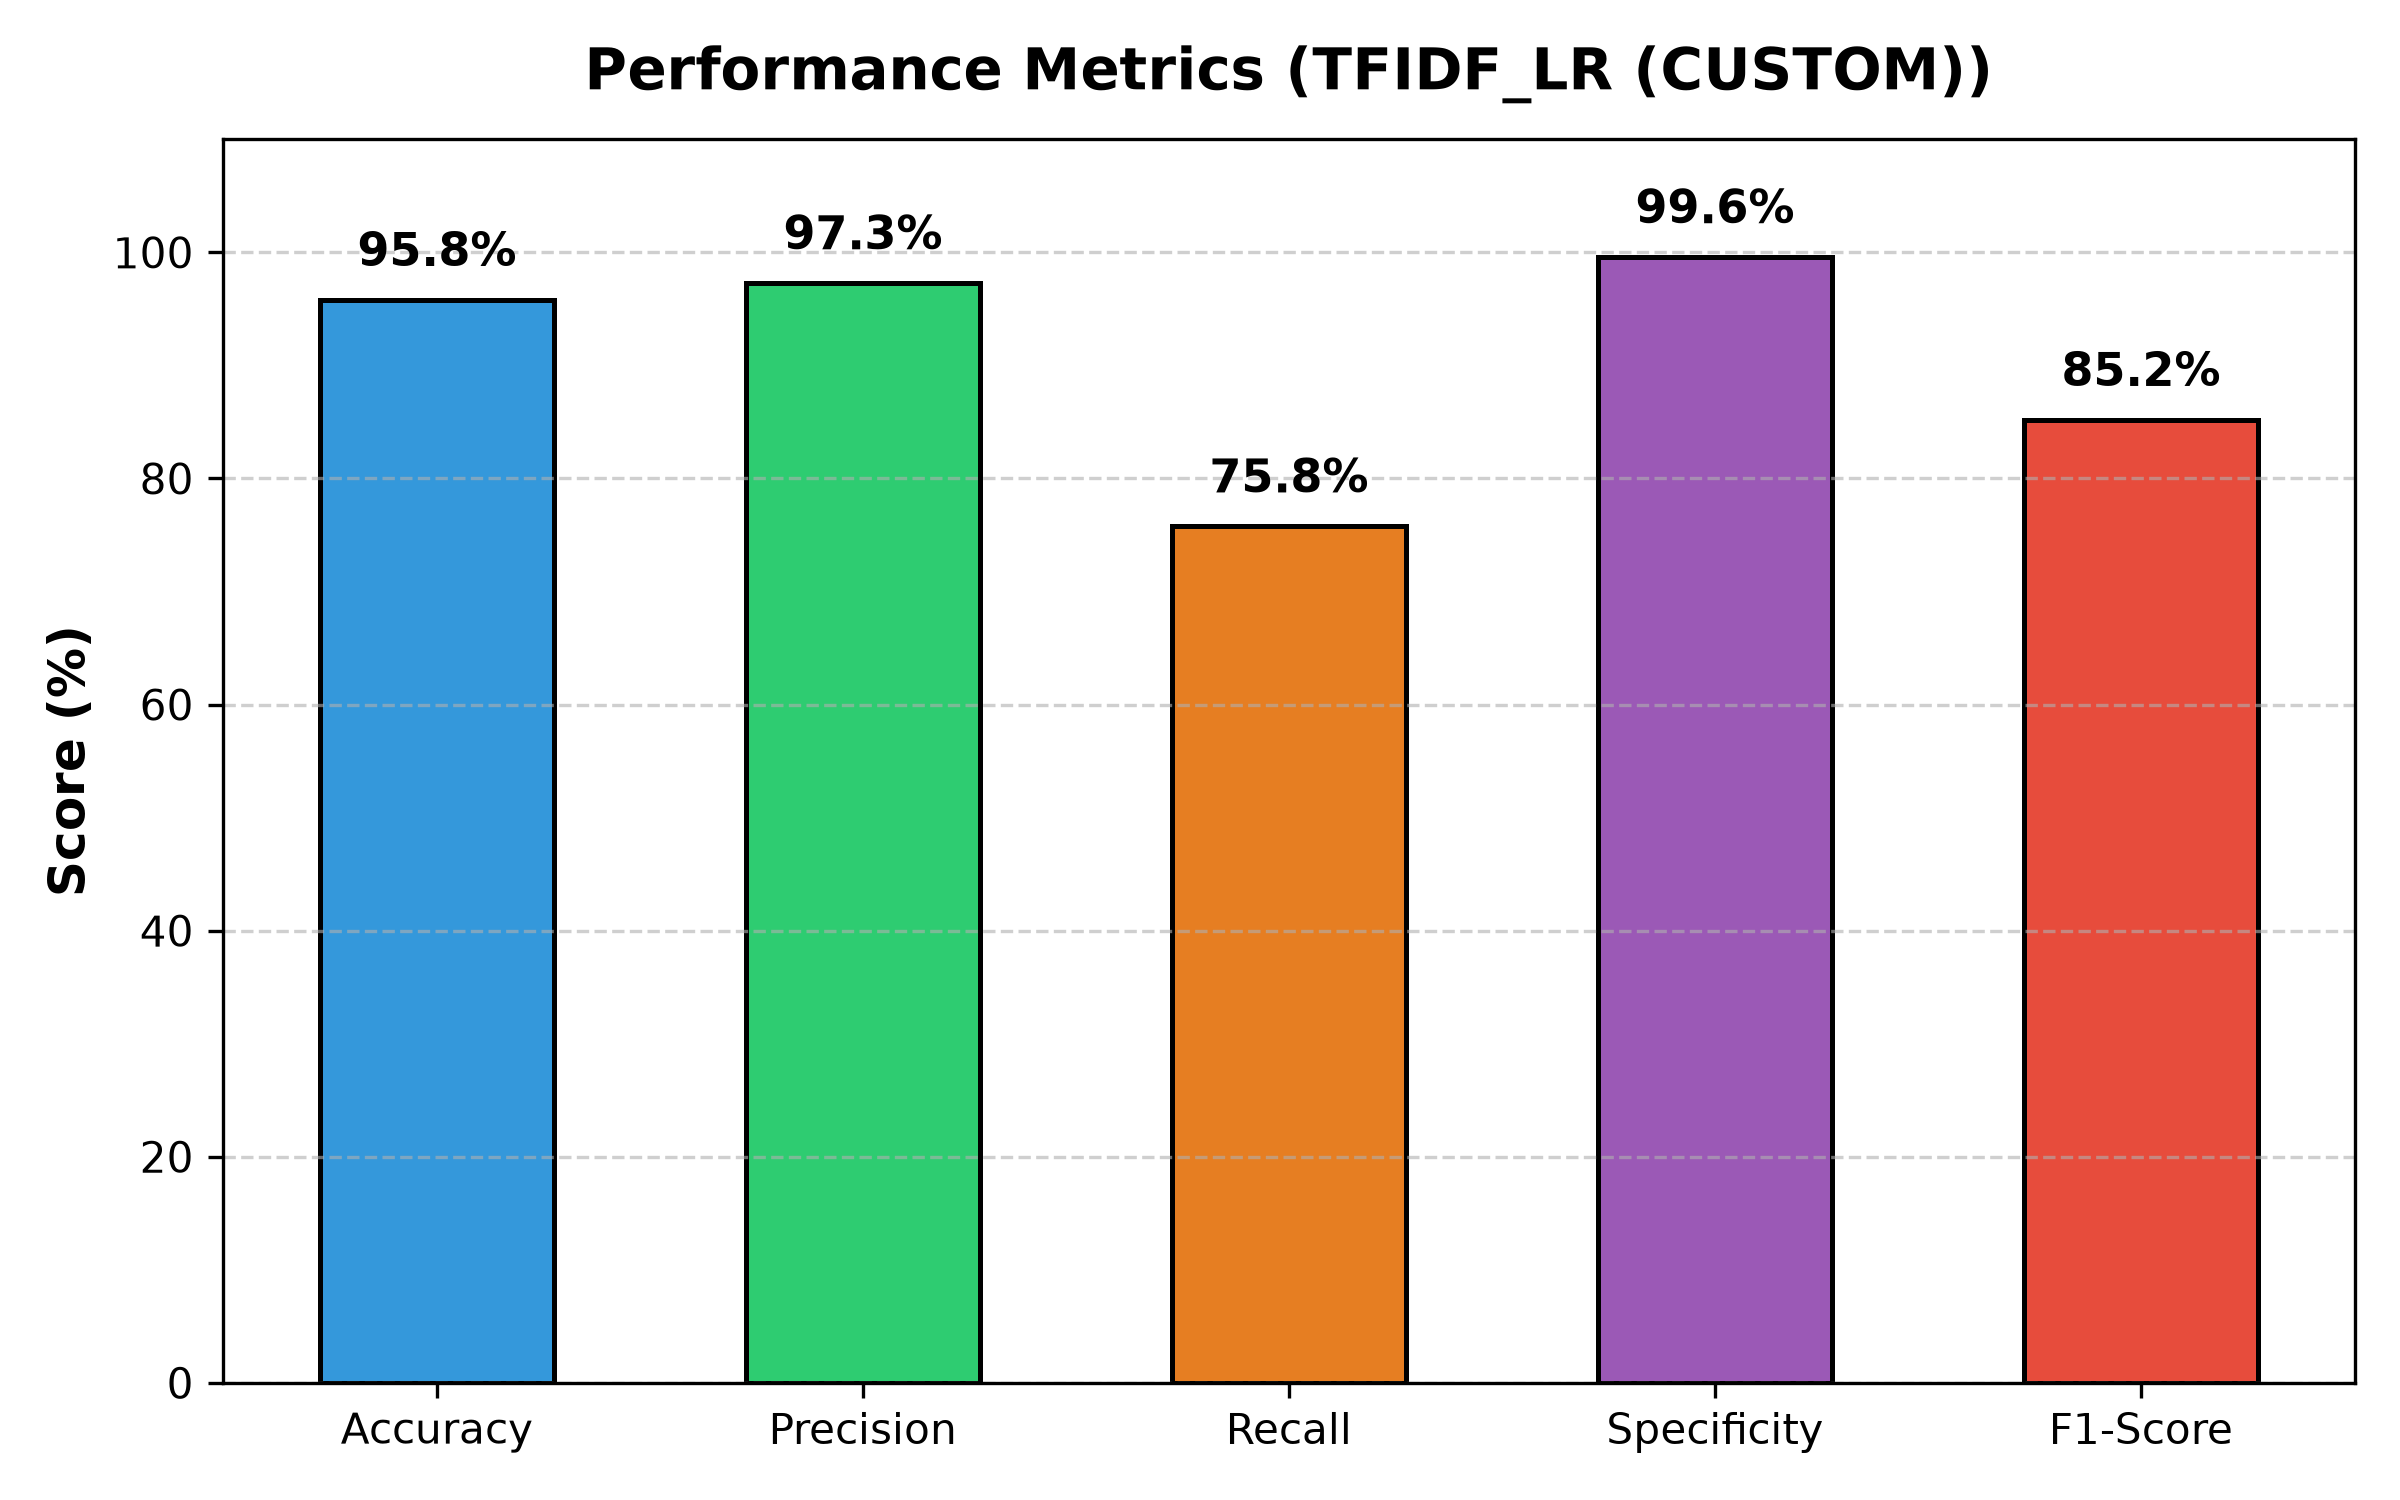 Performance Metrics (TFIDF_LR (CUSTOM))
Score (%)
100
80
60
40
20
0
95.8%
97.3%
75.8%
99.6%
85.2%
Accuracy
Precision
Recall
Specificity
F1-Score